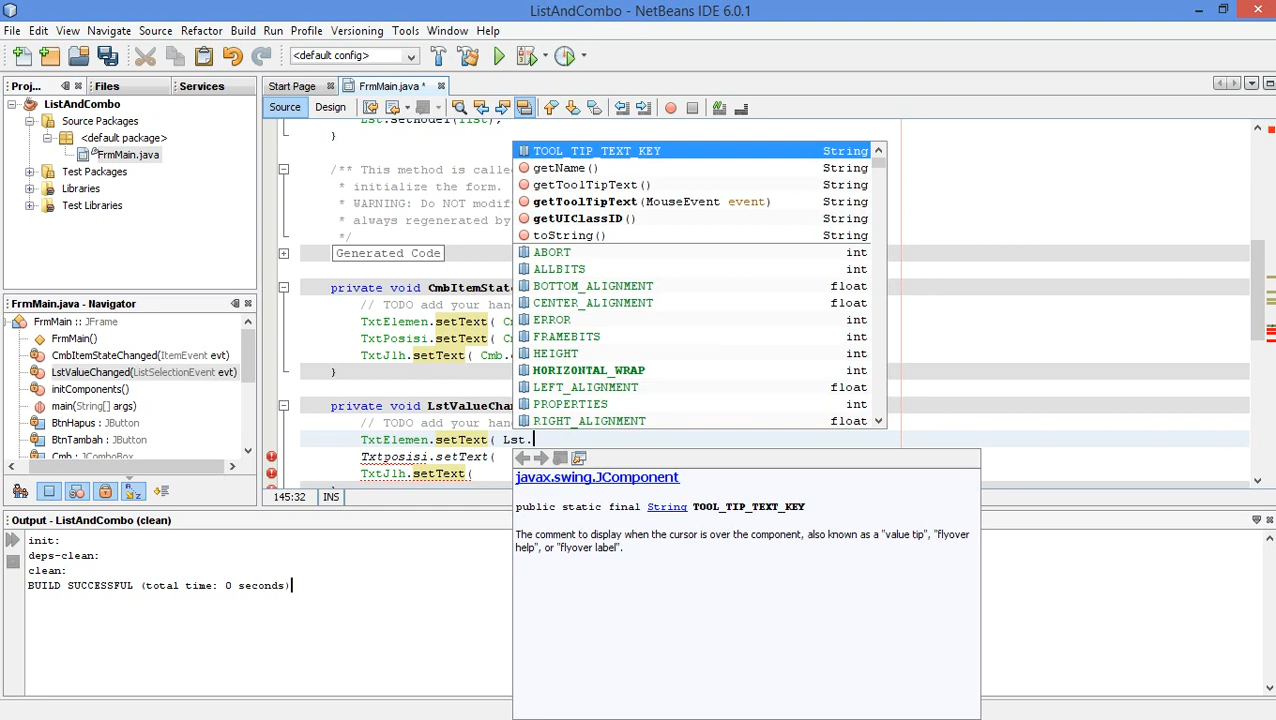 ListAndCombo - NetBeans IDE 6.0.1
File Edit View Navigate Source Refactor Build Run Profile Versioning Tools Window Help
<default config>
Proj... Files Services
Start Page FrmMain.java *
ListAndCombo
Source Packages
<default package>
FrmMain.java
Test Packages
Libraries
Test Libraries
Source Design
Lst.setModel(list);
}
/** This method is called
* initialize the form.
* WARNING: Do NOT modif
* always regenerated by
*/
Generated Code
private void CmbItemState
// TODO add your han
TxtElemen.setText( Cm
TxtPosisi.setText( C
TxtJlh.setText( Cmb.
}
private void LstValueChan
// TODO add your han
TxtElemen.setText( Lst.
Txtposisi.setText(
TxtJlh.setText(
TOOL_TIP_TEXT_KEY String
getName() String
getToolTipText() String
getToolTipText(MouseEvent event) String
getUIClassID() String
toString() String
ABORT int
ALLBITS int
BOTTOM_ALIGNMENT float
CENTER_ALIGNMENT float
ERROR int
FRAMEBITS int
HEIGHT int
HORIZONTAL_WRAP int
LEFT_ALIGNMENT float
PROPERTIES int
RIGHT_ALIGNMENT float
javax.swing.JComponent
public static final String TOOL_TIP_TEXT_KEY
The comment to display when the cursor is over the component, also known as a "value tip", "flyover
help", or "flyover label".
FrmMain.java - Navigator
FrmMain :: JFrame
FrmMain()
CmbItemStateChanged(ItemEvent evt)
LstValueChanged(ListSelectionEvent evt)
initComponents()
main(String[] args)
BtnHapus : JButton
BtnTambah : JButton
Cmb : JComboBox
145:32 INS
Output - ListAndCombo (clean)
init:
deps-clean:
clean:
BUILD SUCCESSFUL (total time: 0 seconds)